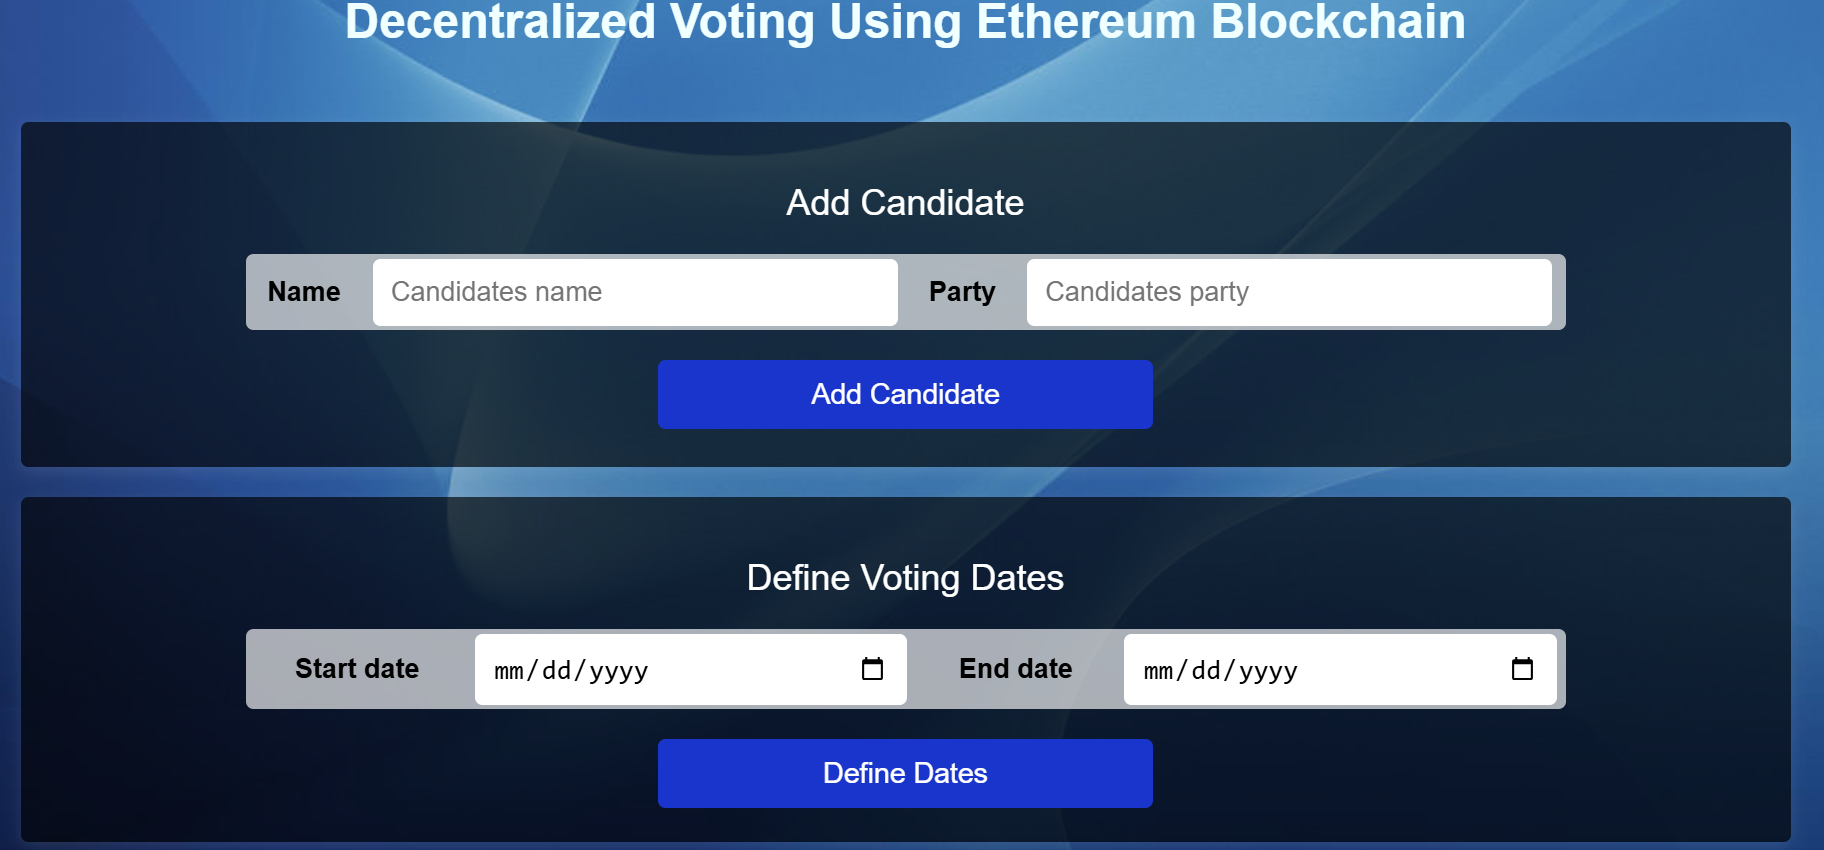 Decentralized Voting Using Ethereum Blockchain
Add Candidate
Name Candidates name Party Candidates party
Add Candidate
Define Voting Dates
Start date mm/dd/yyyy End date mm/dd/yyyy
Define Dates